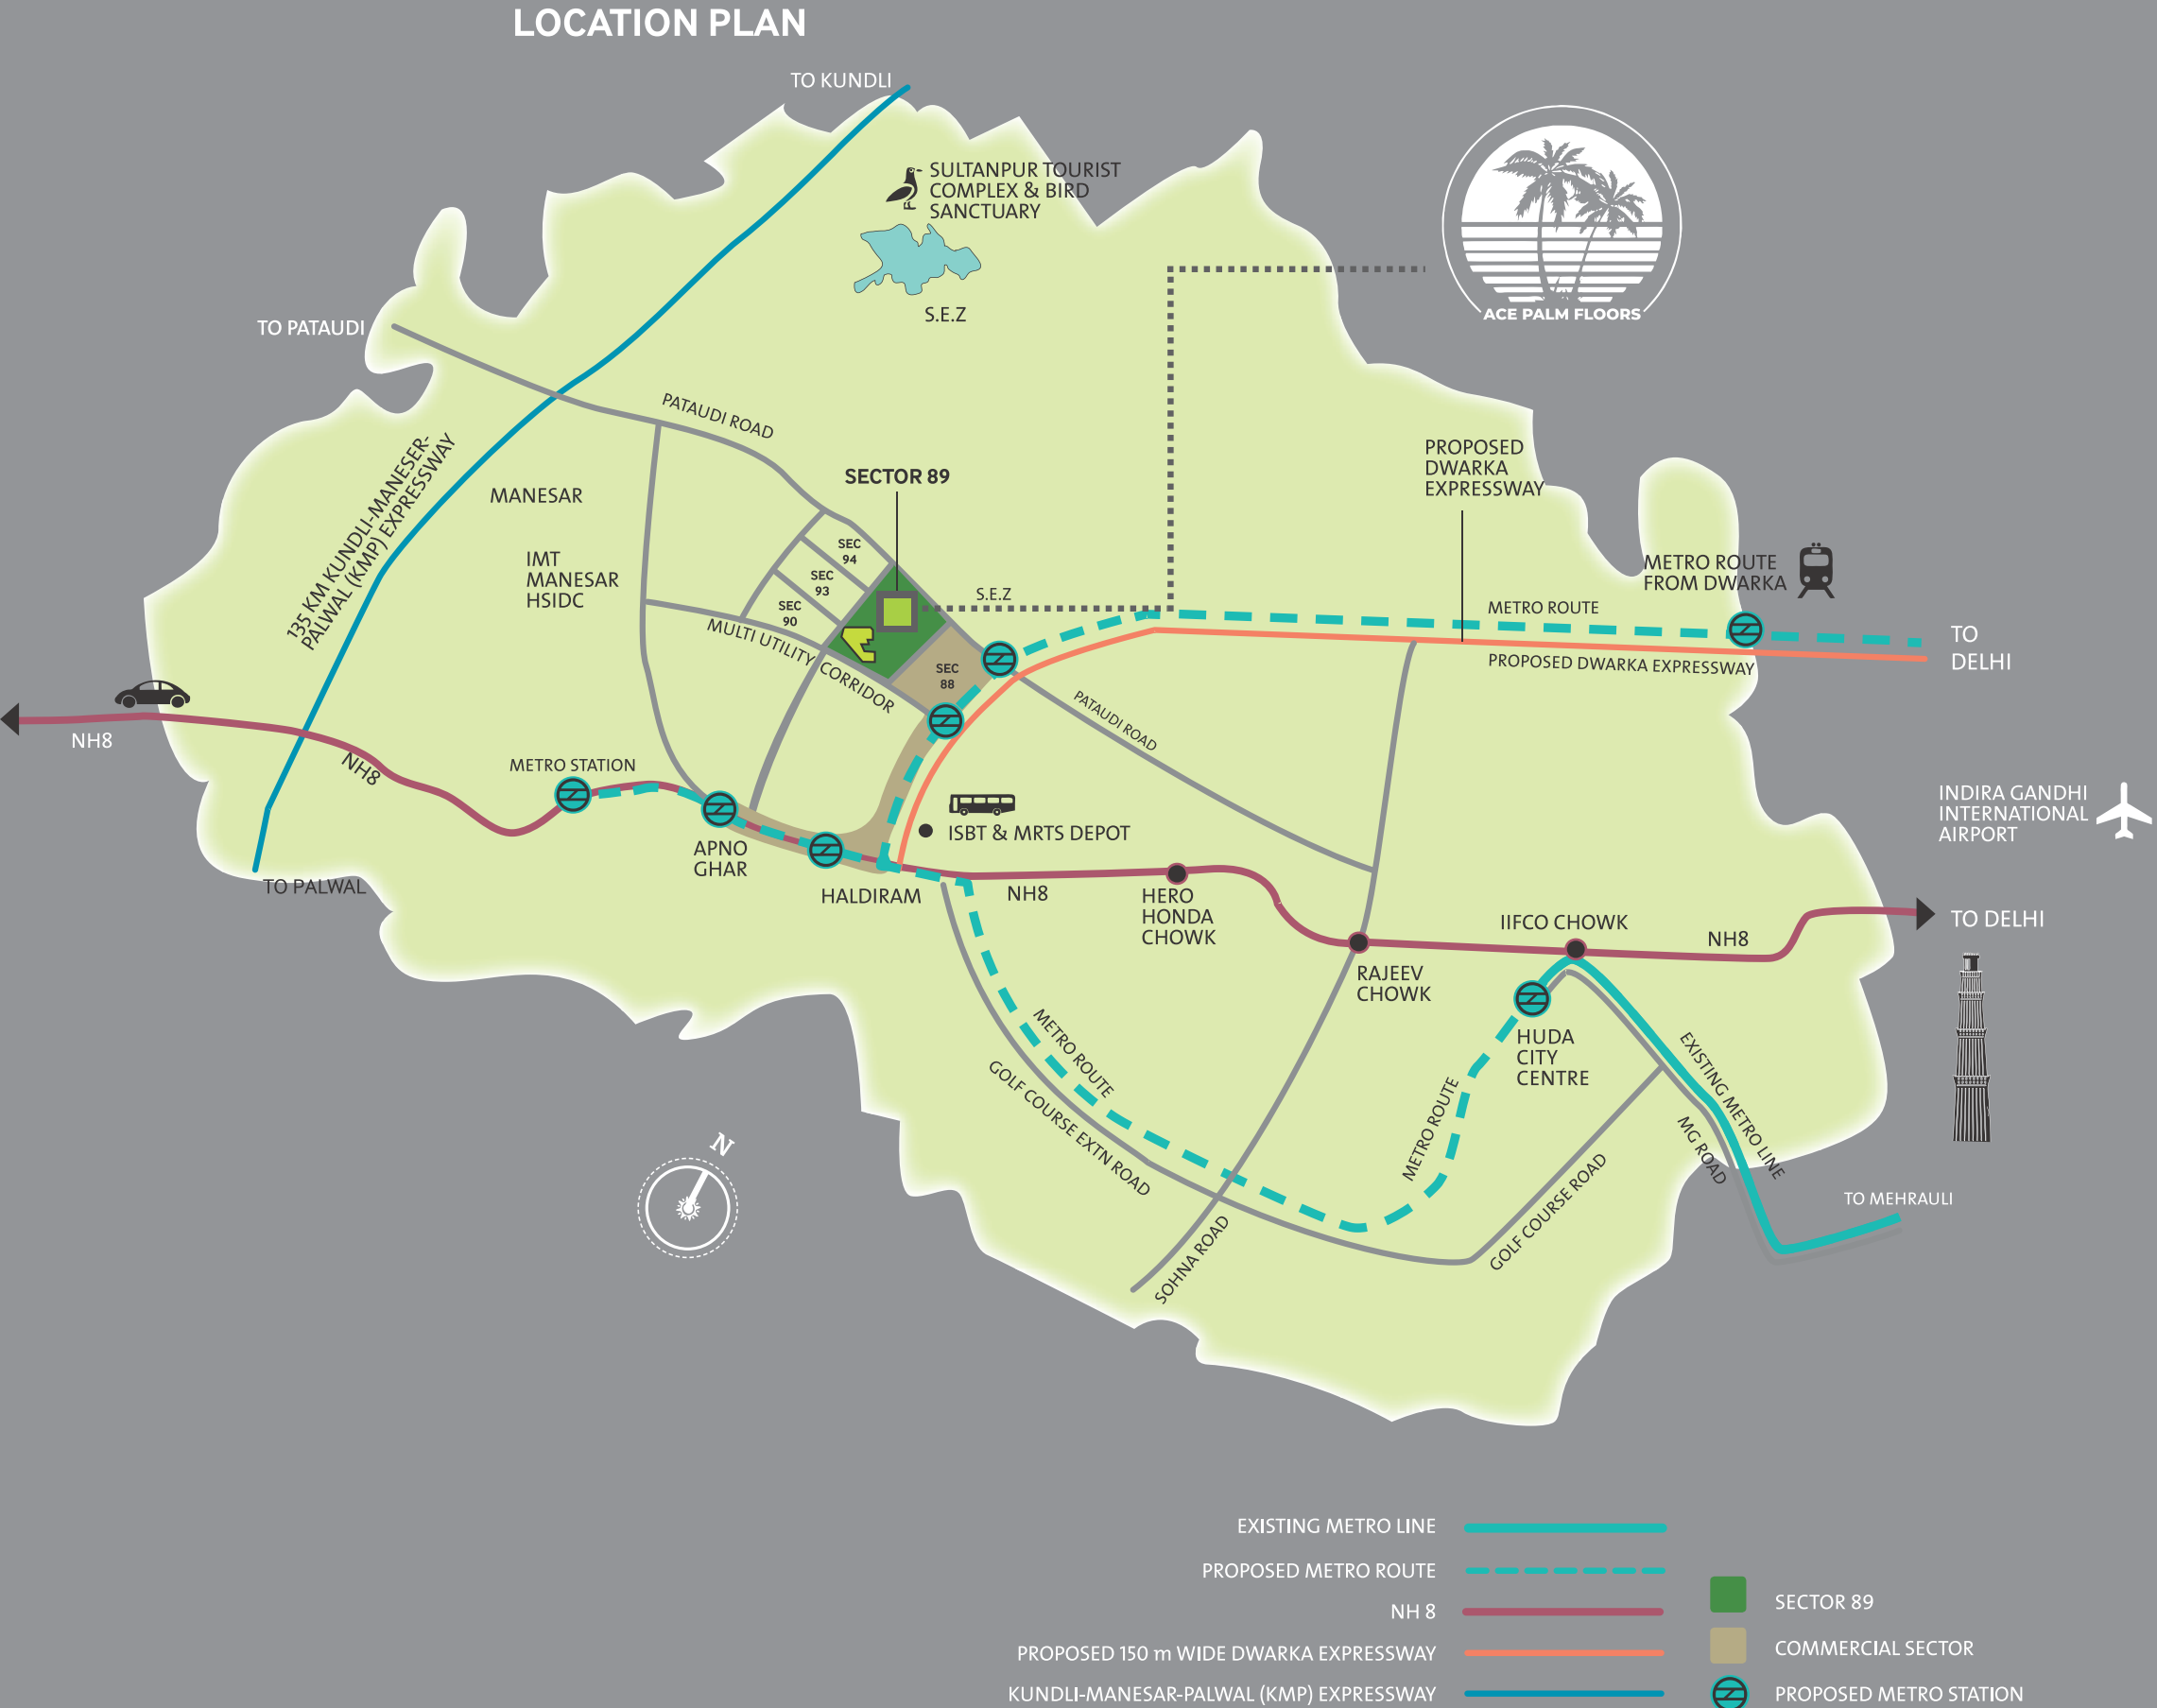 LOCATION PLAN
TO KUNDLI
SULTANPUR TOURIST
COMPLEX & BIRD
SANCTUARY
S.E.Z
ACE PALM FLOORS
TO PATAUDI
PATAUDI ROAD
135 KM KUNDLI-MANESER-
PALWAL (KMP) EXPRESSWAY
MANESAR
IMT
MANESAR
HSIDC
SECTOR 89
SEC
94
SEC
93
SEC
90
S.E.Z
MULTI UTILITY CORRIDOR
SEC
88
PROPOSED
DWARKA
EXPRESSWAY
METRO ROUTE
FROM DWARKA
METRO ROUTE
PROPOSED DWARKA EXPRESSWAY
TO
DELHI
PATAUDI ROAD
NH8
NH8
METRO STATION
APNO
GHAR
HALDIRAM
ISBT & MRTS DEPOT
TO PALWAL
NH8
HERO
HONDA
CHOWK
RAJEEV
CHOWK
IIFCO CHOWK
NH8
INDIRA GANDHI
INTERNATIONAL
AIRPORT
TO DELHI
HUDA
CITY
CENTRE
METRO ROUTE
GOLF COURSE EXTN ROAD
METRO ROUTE
EXISTING METRO LINE
MG ROAD
GOLF COURSE ROAD
SOHNA ROAD
TO MEHRAULI
N
EXISTING METRO LINE
PROPOSED METRO ROUTE
NH 8
PROPOSED 150 m WIDE DWARKA EXPRESSWAY
KUNDLI-MANESAR-PALWAL (KMP) EXPRESSWAY
SECTOR 89
COMMERCIAL SECTOR
PROPOSED METRO STATION